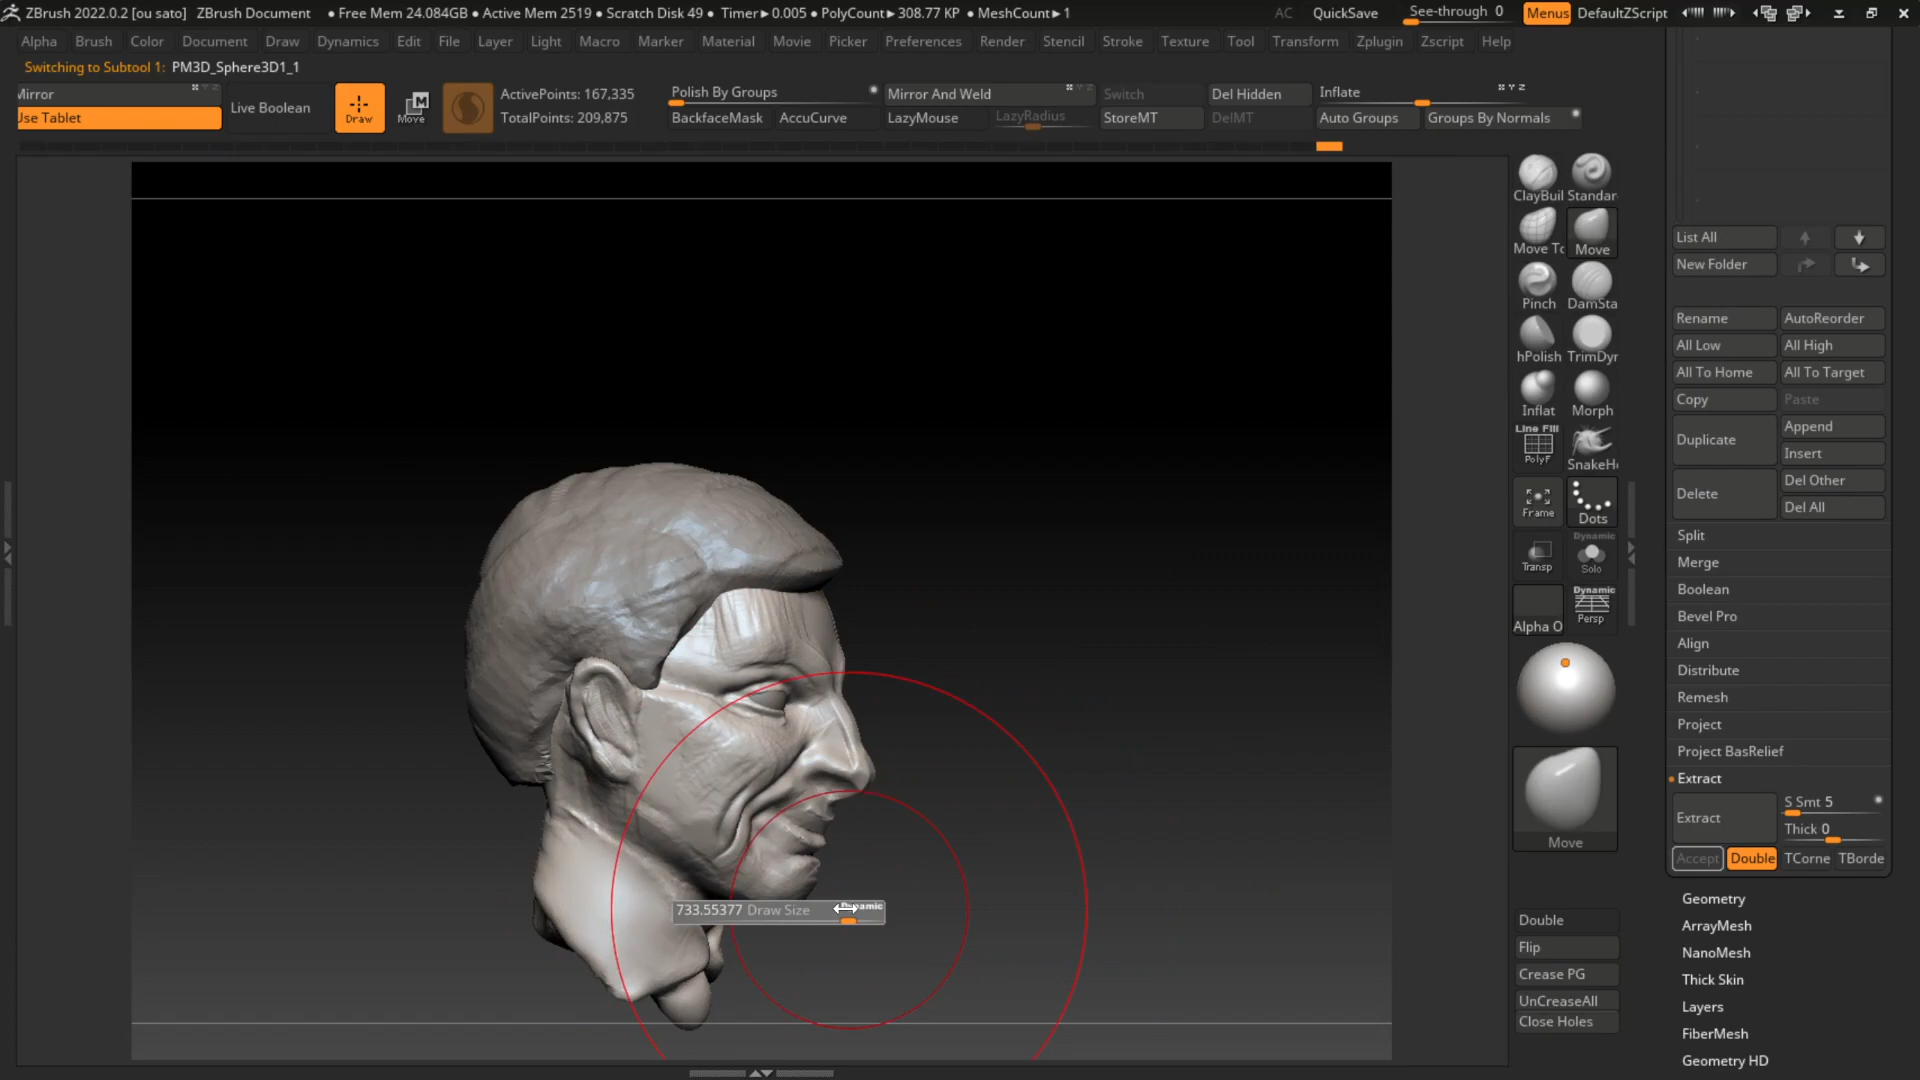 ZBrush 2022.0.2 [ou sato] ZBrush Document • Free Mem 24.084GB • Active Mem 2519 • Scratch Disk 49 • Timer▸0.005 • PolyCount▸308.77 KP • MeshCount▸1 AC QuickSave See-through 0 Menus DefaultZScript
Alpha Brush Color Document Draw Dynamics Edit File Layer Light Macro Marker Material Movie Picker Preferences Render Stencil Stroke Texture Tool Transform Zplugin Zscript Help
Switching to Subtool 1: PM3D_Sphere3D1_1
Mirror
Use Tablet
Live Boolean
Draw
Move
ActivePoints: 167,335
TotalPoints: 209,875
Polish By Groups
BackfaceMask AccuCurve
Mirror And Weld
LazyMouse LazyRadius
Switch
StoreMT
Del Hidden
DelMT
Inflate
Auto Groups Groups By Normals
ClayBuil Standar
Move To Move
Pinch DamSta
hPolish TrimDyn
Inflat Morph
Line Fill
PolyF SnakeH
Frame Dots
Transp
Dynamic
Solo
Alpha O
Dynamic
Persp
Move
733.55377 Draw Size
Double
Flip
Crease PG
UnCreaseAll
Close Holes
List All
New Folder
Rename AutoReorder
All Low All High
All To Home All To Target
Copy Paste
Duplicate Append
Insert
Delete Del Other
Del All
Split
Merge
Boolean
Bevel Pro
Align
Distribute
Remesh
Project
Project BasRelief
Extract
Extract S Smt 5
Thick 0
Accept Double TCorne TBorde
Geometry
ArrayMesh
NanoMesh
Thick Skin
Layers
FiberMesh
Geometry HD